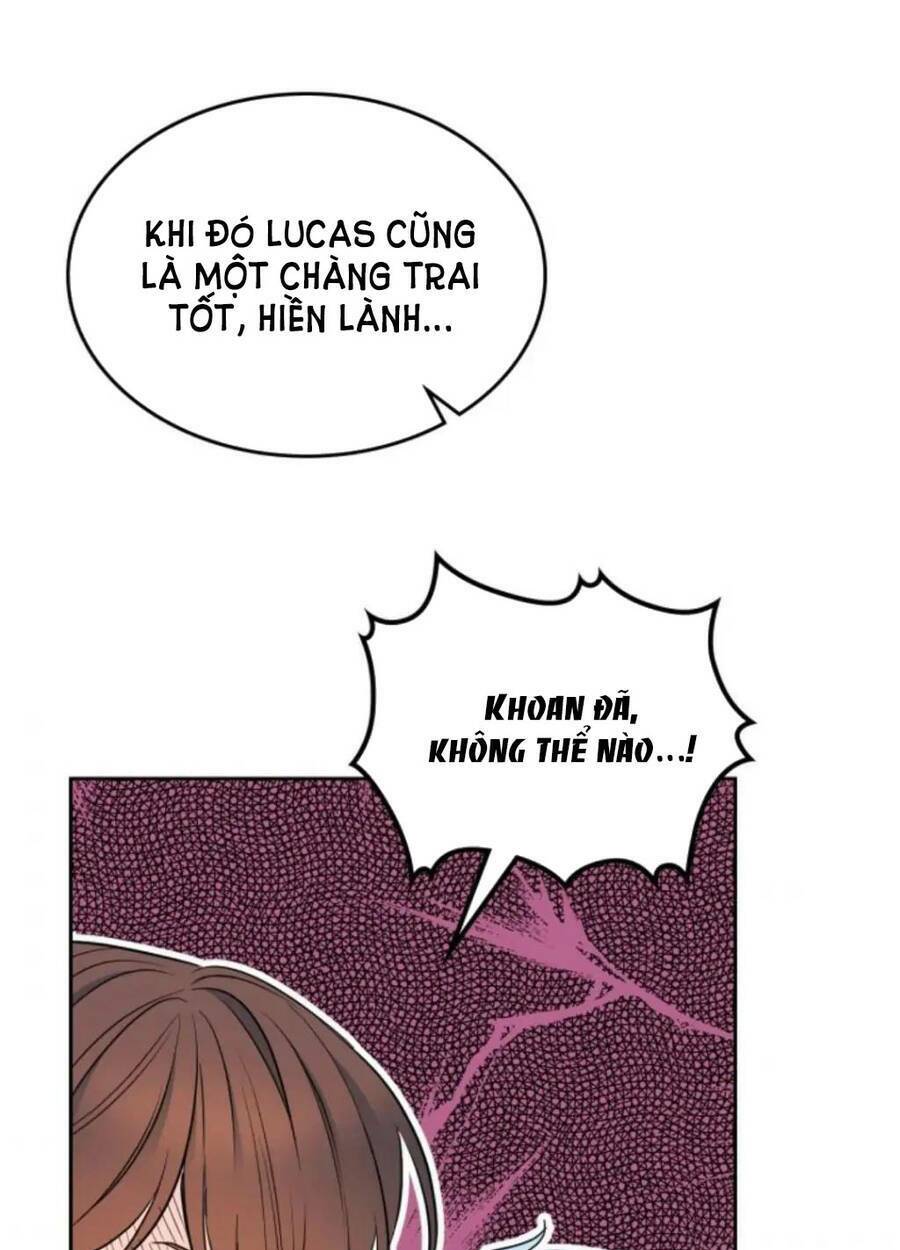 KHI ĐÓ LUCAS CŨNG
LÀ MỘT CHÀNG TRAI
TỐT, HIỀN LÀNH...
KHOAN ĐÃ,
KHÔNG THỂ NÀO...!